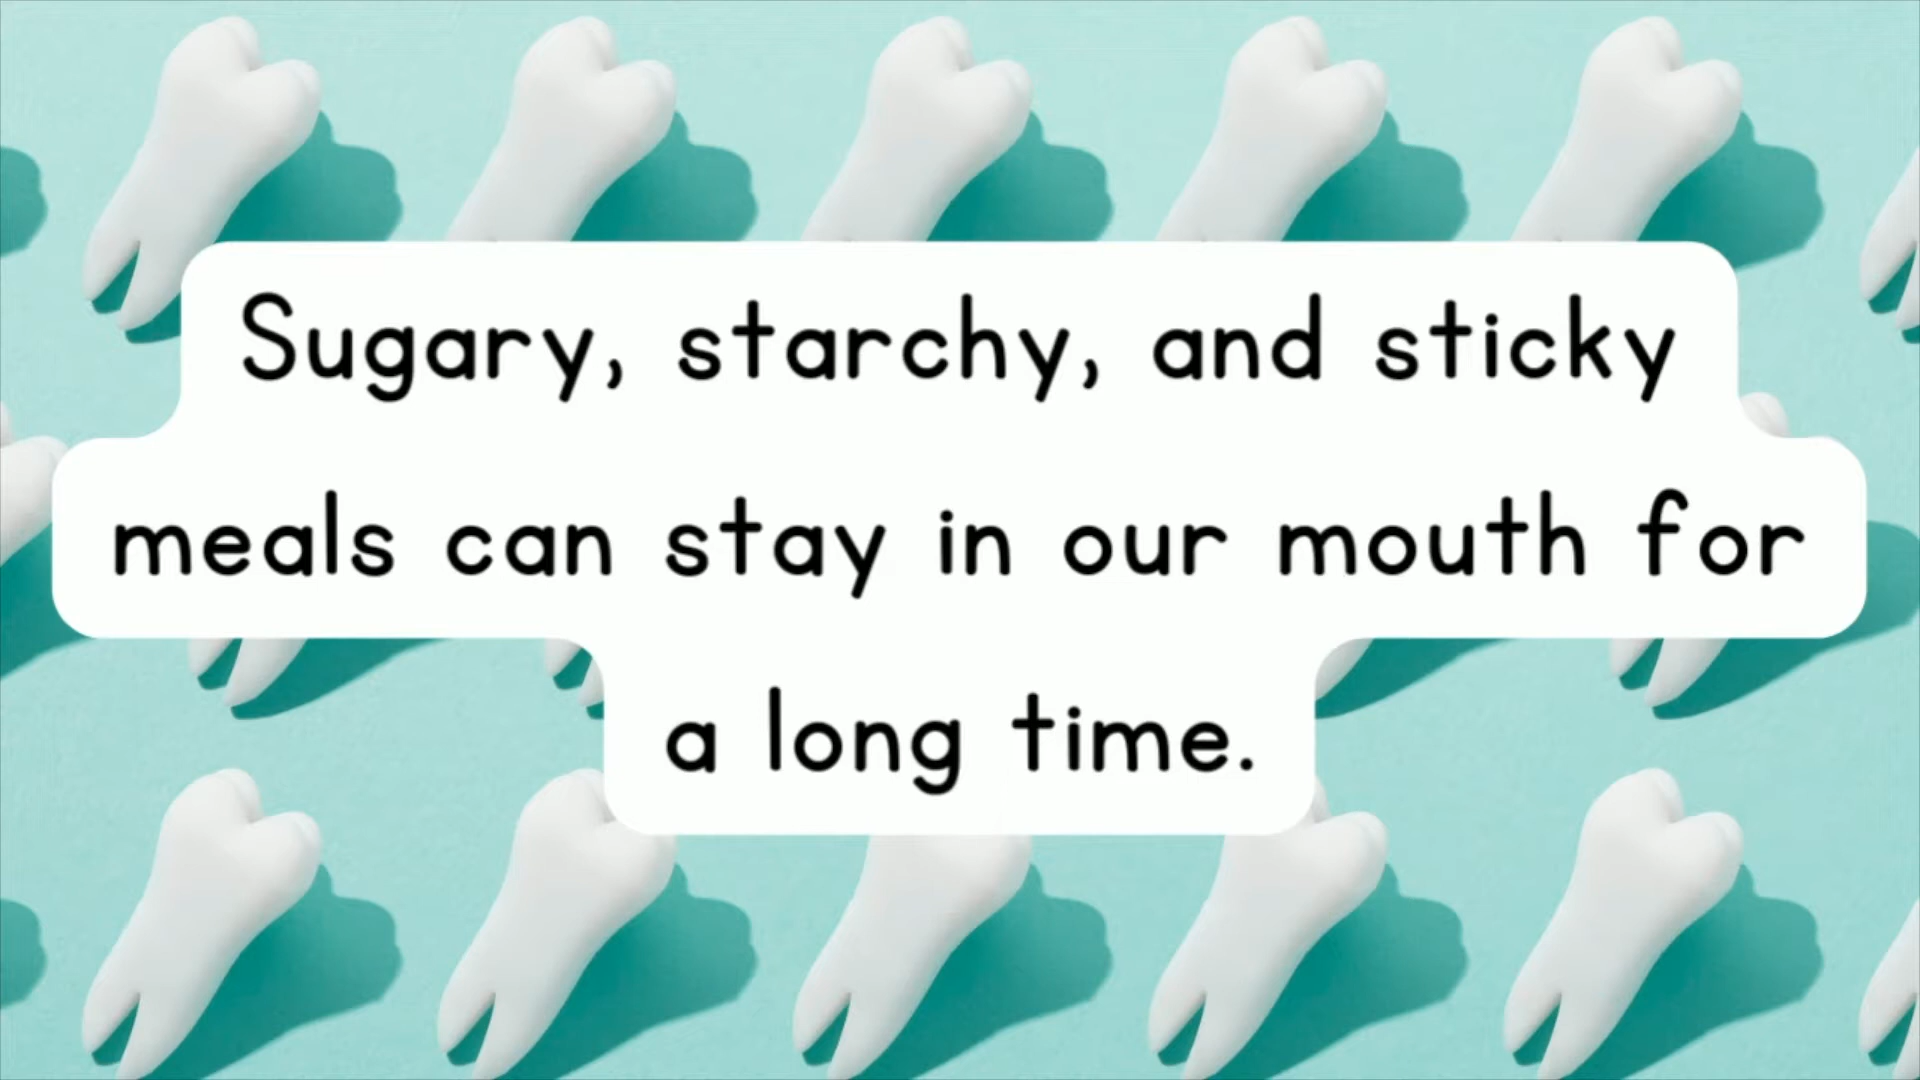 Sugary, starchy, and sticky
meals can stay in our mouth for
a long time.